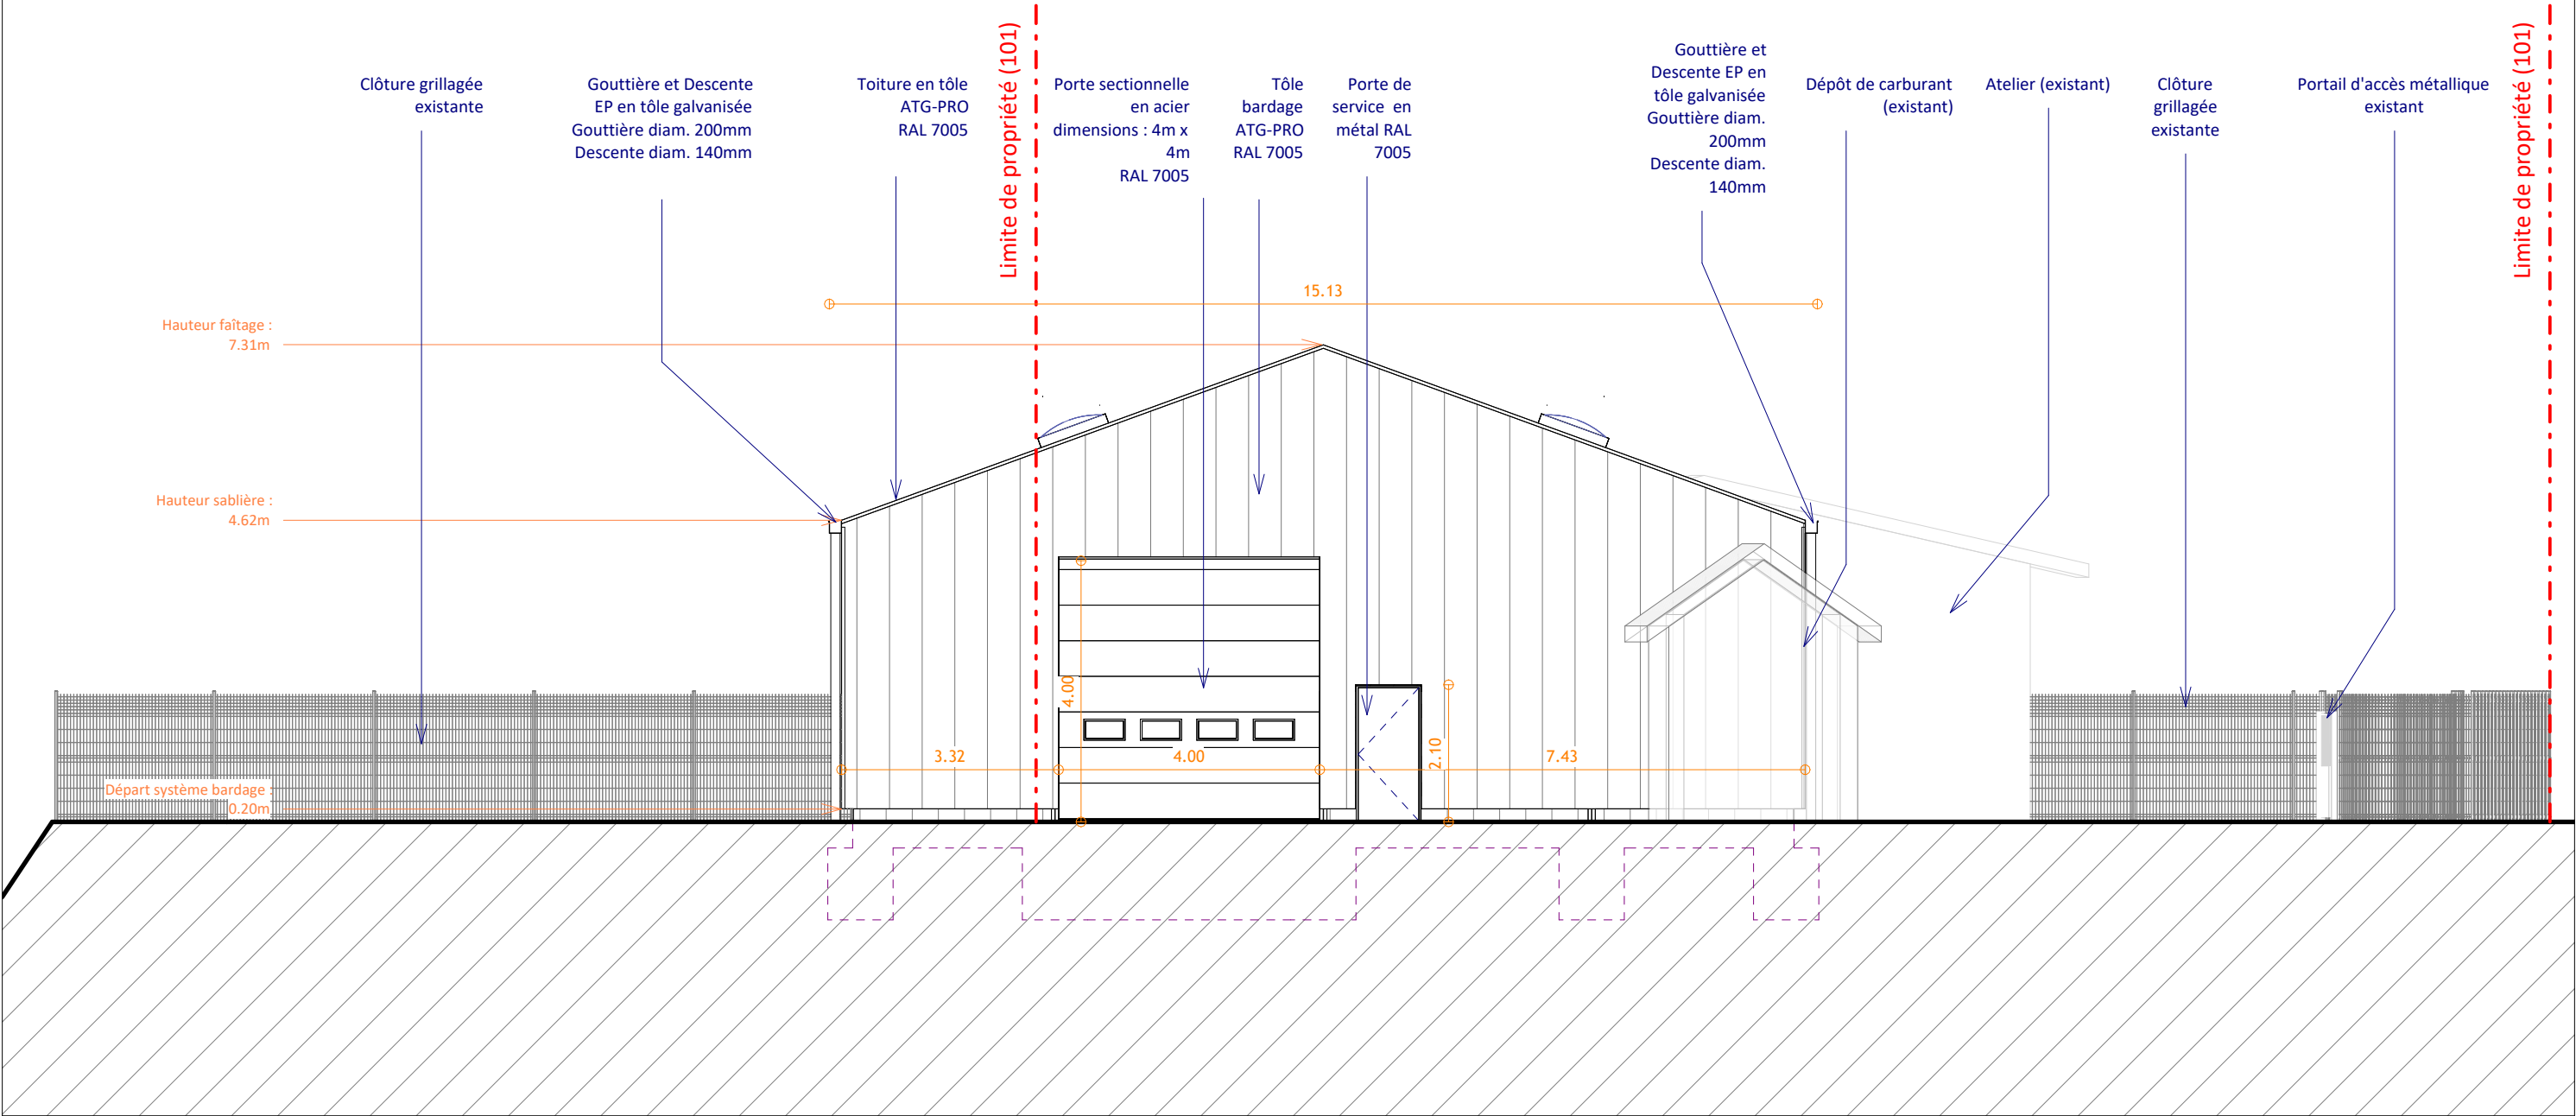 Clôture grillagée
existante
Gouttière et Descente
EP en tôle galvanisée
Gouttière diam. 200mm
Descente diam. 140mm
Toiture en tôle
ATG-PRO
RAL 7005
Limite de propriété (101)
Porte sectionnelle
en acier
dimensions : 4m x
4m
RAL 7005
Tôle
bardage
ATG-PRO
RAL 7005
Porte de
service en
métal RAL
7005
Gouttière et
Descente EP en
tôle galvanisée
Gouttière diam.
200mm
Descente diam.
140mm
Dépôt de carburant
(existant)
Atelier (existant)
Clôture
grillagée
existante
Portail d'accès métallique
existant
Limite de propriété (101)
15.13
Hauteur faîtage :
7.31m
Hauteur sablière :
4.62m
4.00
2.10
3.32
4.00
7.43
Départ système bardage :
0.20m